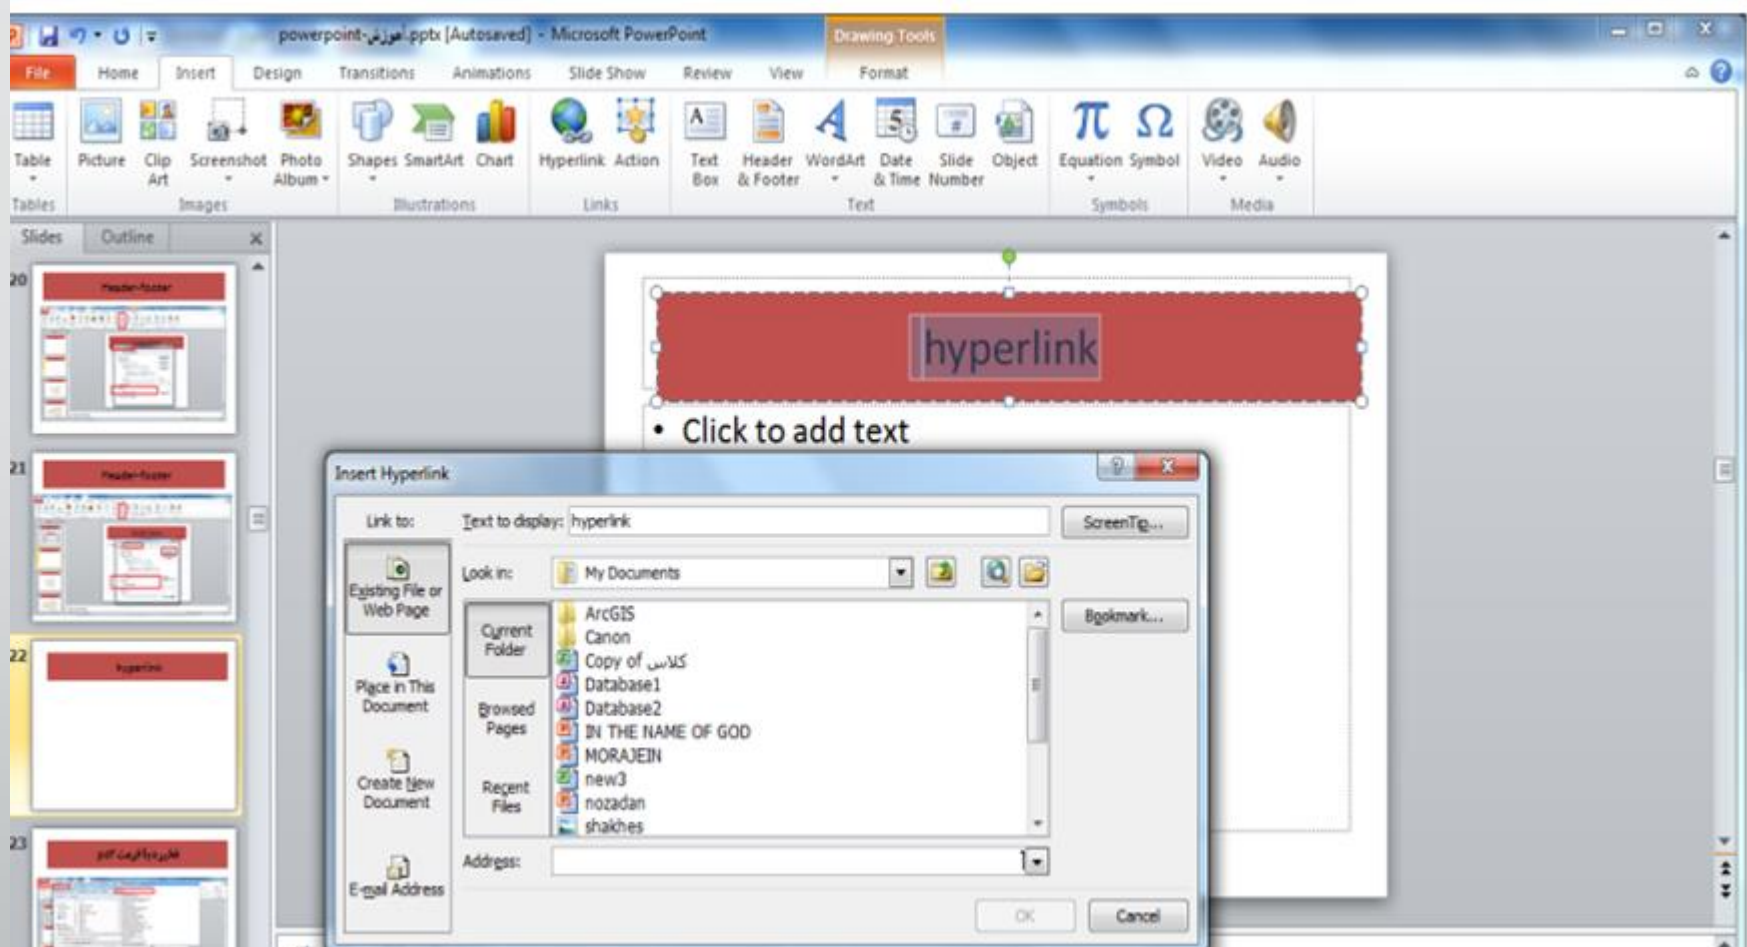 powerpoint-آموزش.pptx [Autosaved] - Microsoft PowerPoint
Drawing Tools
File Home Insert Design Transitions Animations Slide Show Review View Format
Table Picture Clip Art Screenshot Photo Album Shapes SmartArt Chart Hyperlink Action Text Box Header & Footer WordArt Date & Time Slide Number Object Equation Symbol Video Audio
Tables Images Illustrations Links Text Symbols Media
Slides Outline
20
Header-footer
21
Header-footer
22
hyperlink
23
hyperlink
• Click to add text
Insert Hyperlink
Link to:
Text to display: hyperlink
ScreenTip...
Existing File or Web Page
Look in: My Documents
Bookmark...
Place in This Document
Create New Document
E-mail Address
Current Folder
Browsed Pages
Recent Files
ArcGIS
Canon
Copy of کلاس
Database1
Database2
IN THE NAME OF GOD
MORAJEIN
new3
nozadan
shakhes
Address:
OK Cancel